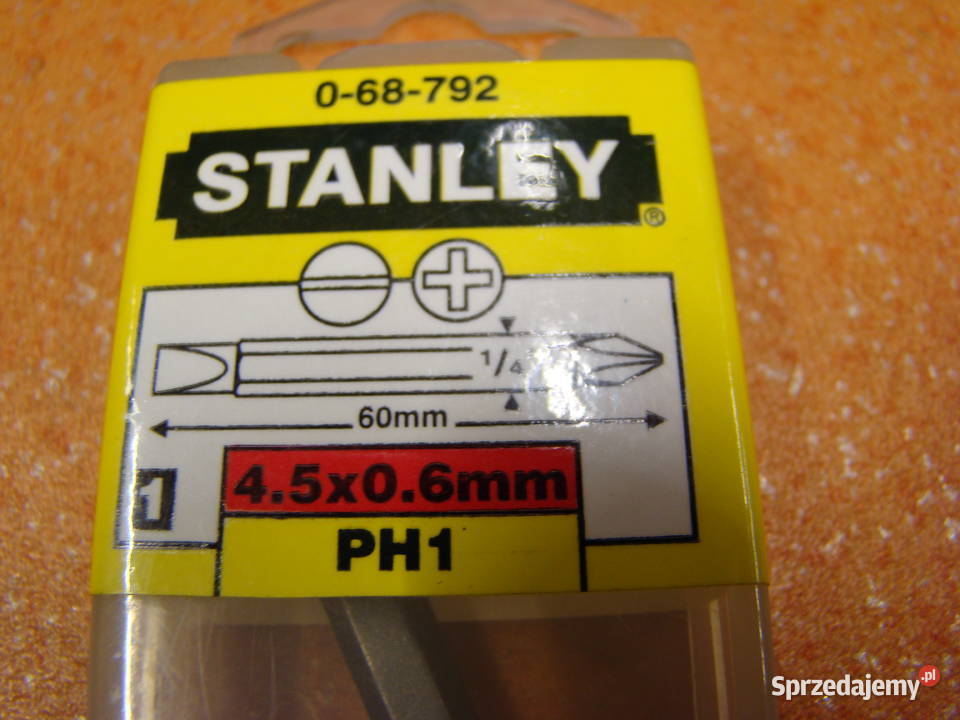 0-68-792
STANLEY
®
1/4
60mm
1
4.5x0.6mm
PH1
Sprzedajemy.pl